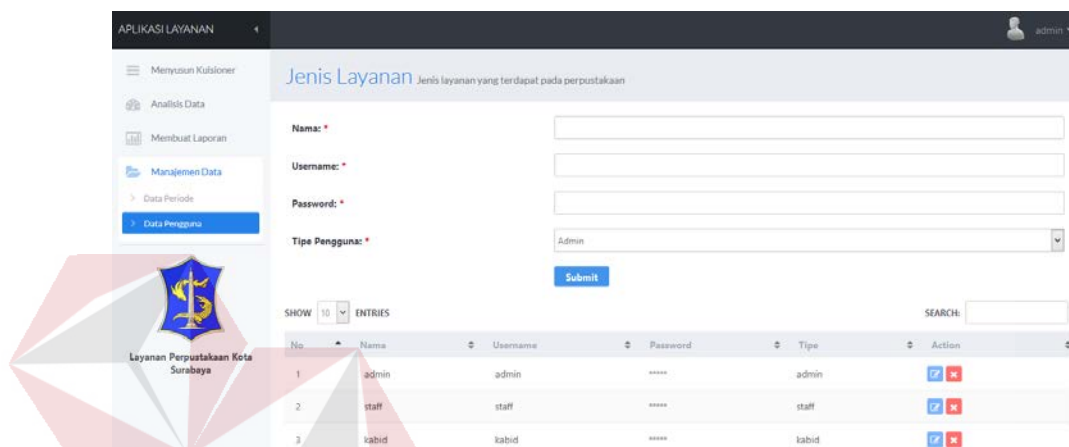 APLIKASI LAYANAN
admin
Menyusun Kuisioner
Analisis Data
Membuat Laporan
Manajemen Data
Data Periode
Data Pengguna
Layanan Perpustakaan Kota
Surabaya
Jenis Layanan Jenis layanan yang terdapat pada perpustakaan
Nama: *
Username: *
Password: *
Tipe Pengguna: * Admin
Submit
SHOW 10 ENTRIES SEARCH:
No Nama Username Password Tipe Action
1 admin admin ***** admin
2 staff staff ***** staff
3 kabid kabid ***** kabid